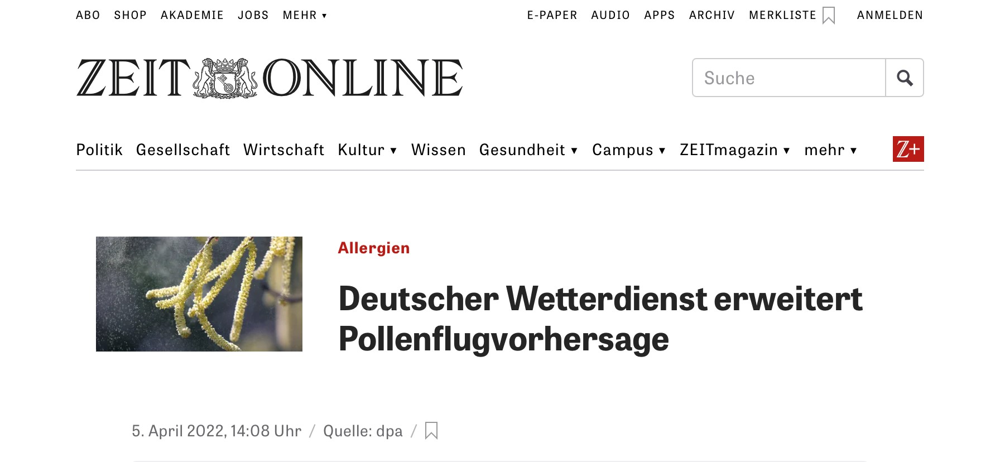 ABO SHOP AKADEMIE JOBS MEHR ▾ E-PAPER AUDIO APPS ARCHIV MERKLISTE ANMELDEN
ZEIT ONLINE
Suche
Politik Gesellschaft Wirtschaft Kultur ▾ Wissen Gesundheit ▾ Campus ▾ ZEITmagazin ▾ mehr ▾ Z+
Allergien
Deutscher Wetterdienst erweitert
Pollenflugvorhersage
5. April 2022, 14:08 Uhr / Quelle: dpa /